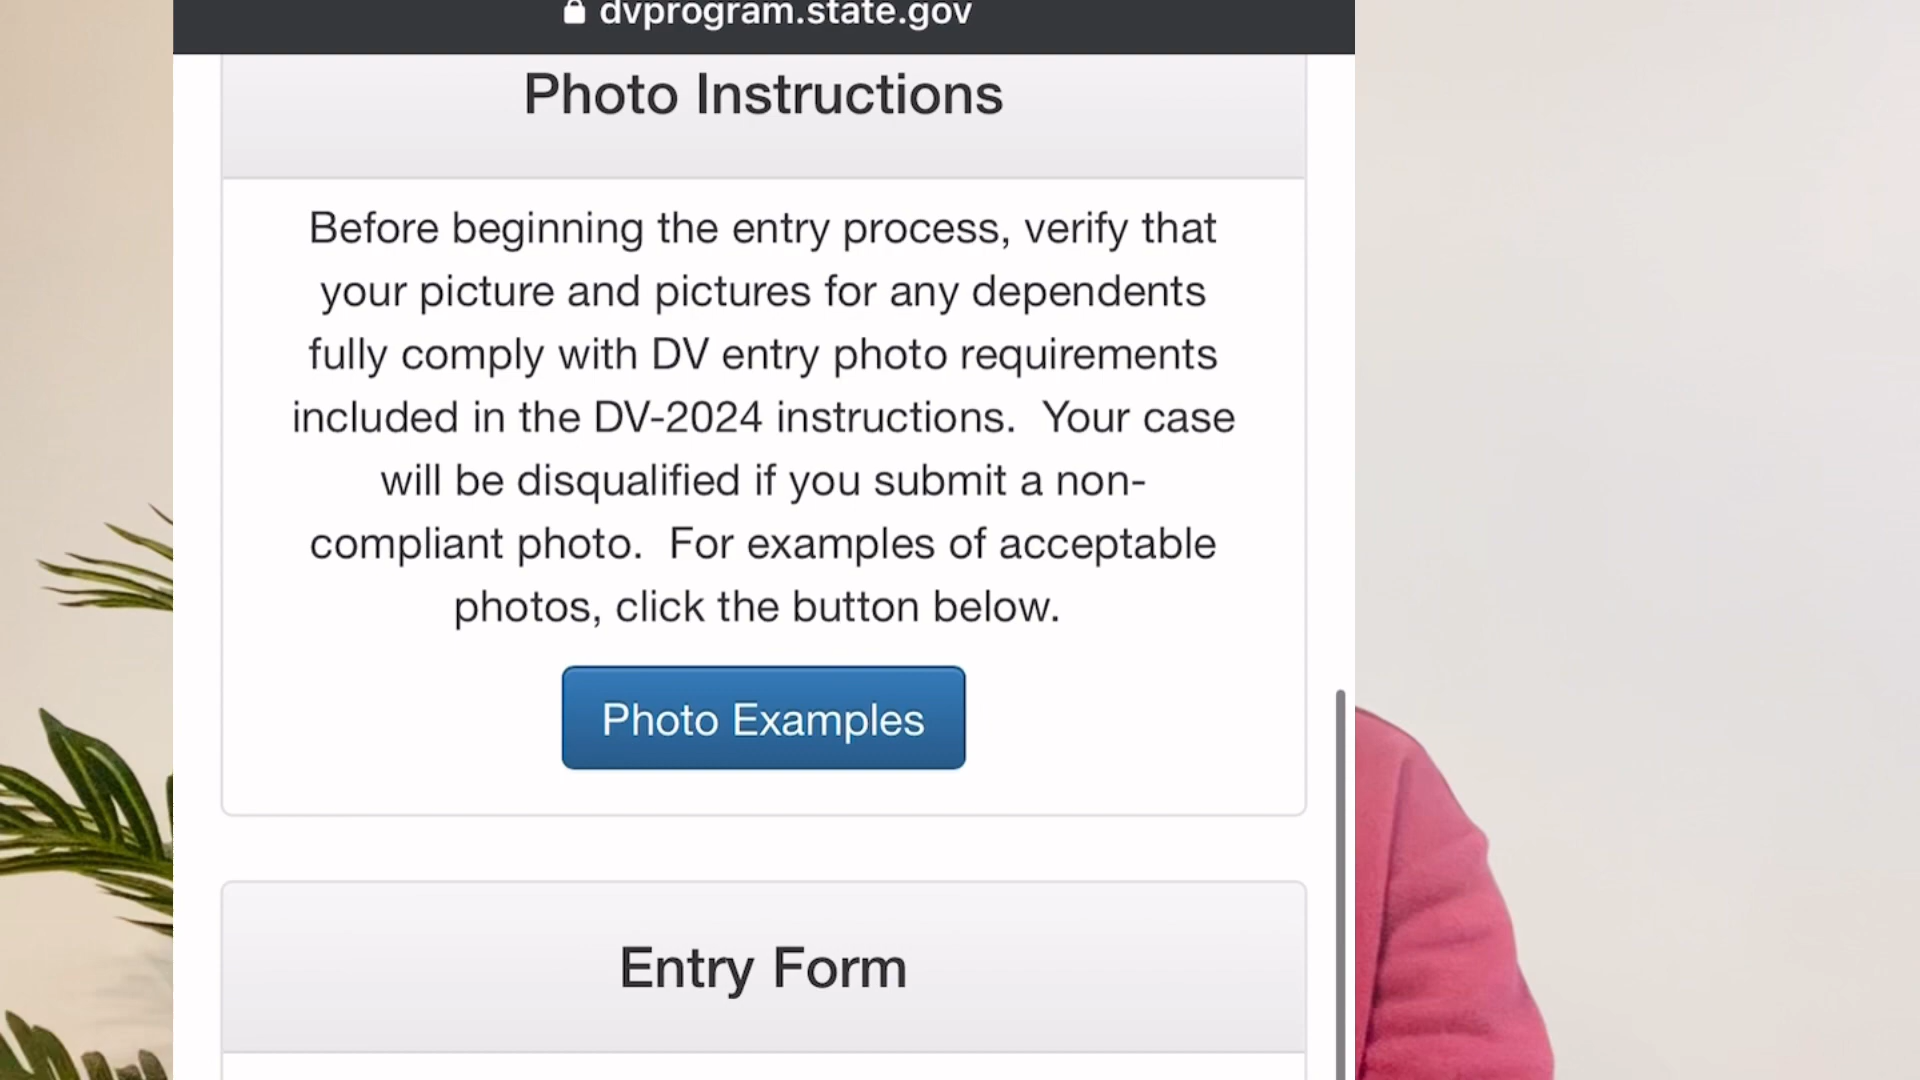 dvprogram.state.gov
Photo Instructions
Before beginning the entry process, verify that
your picture and pictures for any dependents
fully comply with DV entry photo requirements
included in the DV-2024 instructions.  Your case
will be disqualified if you submit a non-
compliant photo.  For examples of acceptable
photos, click the button below.
Photo Examples
Entry Form